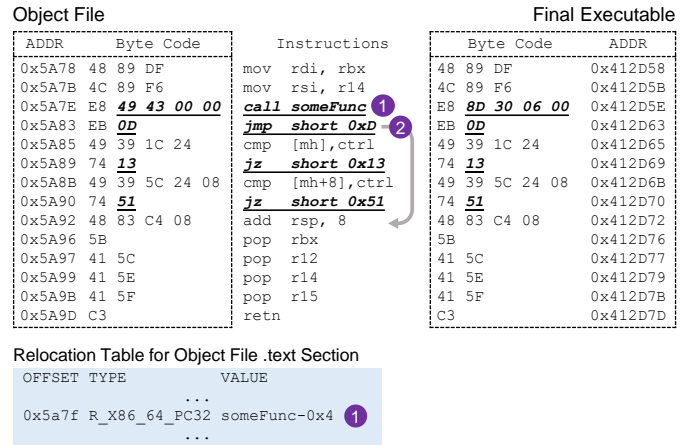 Object File Final Executable
ADDR Byte Code Instructions Byte Code ADDR
0x5A78 48 89 DF mov rdi, rbx 48 89 DF 0x412D58
0x5A7B 4C 89 F6 mov rsi, r14 4C 89 F6 0x412D5B
0x5A7E E8 49 43 00 00 call someFunc 1 E8 8D 30 06 00 0x412D5E
0x5A83 EB 0D jmp short 0xD 2 EB 0D 0x412D63
0x5A85 49 39 1C 24 cmp [mh],ctrl 49 39 1C 24 0x412D65
0x5A89 74 13 jz short 0x13 74 13 0x412D69
0x5A8B 49 39 5C 24 08 cmp [mh+8],ctrl 49 39 5C 24 08 0x412D6B
0x5A90 74 51 jz short 0x51 74 51 0x412D70
0x5A92 48 83 C4 08 add rsp, 8 48 83 C4 08 0x412D72
0x5A96 5B pop rbx 5B 0x412D76
0x5A97 41 5C pop r12 41 5C 0x412D77
0x5A99 41 5E pop r14 41 5E 0x412D79
0x5A9B 41 5F pop r15 41 5F 0x412D7B
0x5A9D C3 retn C3 0x412D7D
Relocation Table for Object File .text Section
OFFSET TYPE VALUE
...
0x5a7f R_X86_64_PC32 someFunc-0x4 1
...